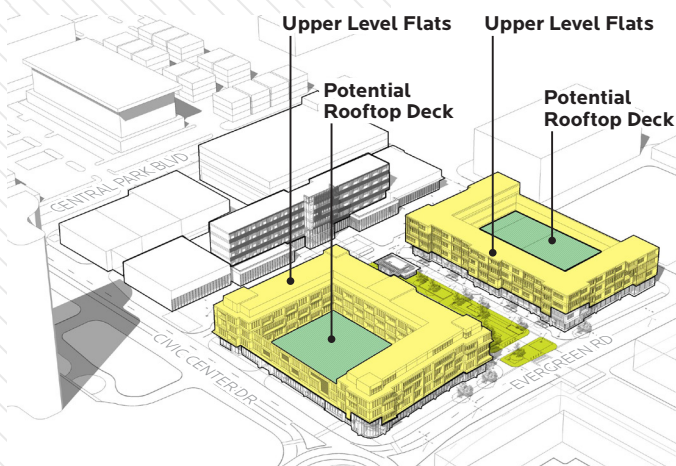 Upper Level Flats
Upper Level Flats
Potential
Rooftop Deck
Potential
Rooftop Deck
CENTRAL PARK BLVD
CIVIC CENTER DR
EVERGREEN RD